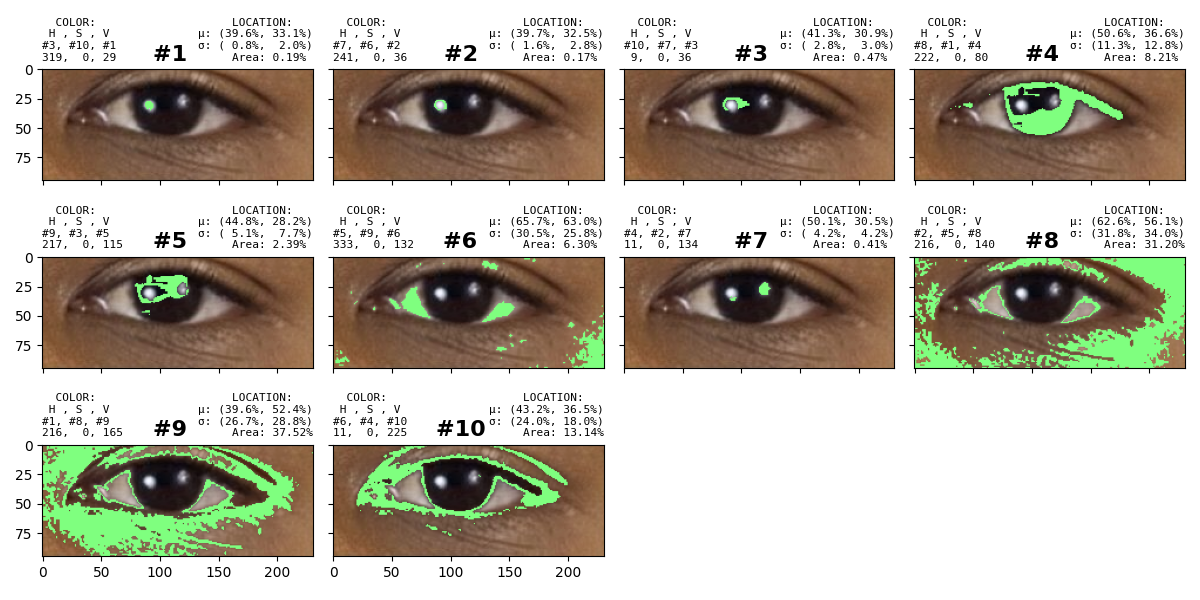 COLOR: LOCATION: COLOR: LOCATION: COLOR: LOCATION: COLOR: LOCATION:
H , S , V μ: (39.6%, 33.1%) H , S , V μ: (39.7%, 32.5%) H , S , V μ: (41.3%, 30.9%) H , S , V μ: (50.6%, 36.6%)
#3, #10, #1 σ: ( 0.8%, 2.0%) #7, #6, #2 σ: ( 1.6%, 2.8%) #10, #7, #3 σ: ( 2.8%, 3.0%) #8, #1, #4 σ: (11.3%, 12.8%)
319, 0, 29 #1 Area: 0.19% 241, 0, 36 #2 Area: 0.17% 9, 0, 36 #3 Area: 0.47% 222, 0, 80 #4 Area: 8.21%
0
25
50
75
COLOR: LOCATION: COLOR: LOCATION: COLOR: LOCATION: COLOR: LOCATION:
H , S , V μ: (44.8%, 28.2%) H , S , V μ: (65.7%, 63.0%) H , S , V μ: (50.1%, 30.5%) H , S , V μ: (62.6%, 56.1%)
#9, #3, #5 σ: ( 5.1%, 7.7%) #5, #9, #6 σ: (30.5%, 25.8%) #4, #2, #7 σ: ( 4.2%, 4.2%) #2, #5, #8 σ: (31.8%, 34.0%)
217, 0, 115 #5 Area: 2.39% 333, 0, 132 #6 Area: 6.30% 11, 0, 134 #7 Area: 0.41% 216, 0, 140 #8 Area: 31.20%
0
25
50
75
COLOR: LOCATION: COLOR: LOCATION:
H , S , V μ: (39.6%, 52.4%) H , S , V μ: (43.2%, 36.5%)
#1, #8, #9 σ: (26.7%, 28.8%) #6, #4, #10 σ: (24.0%, 18.0%)
216, 0, 165 #9 Area: 37.52% 11, 0, 225 #10 Area: 13.14%
0
25
50
75
0 50 100 150 200 0 50 100 150 200